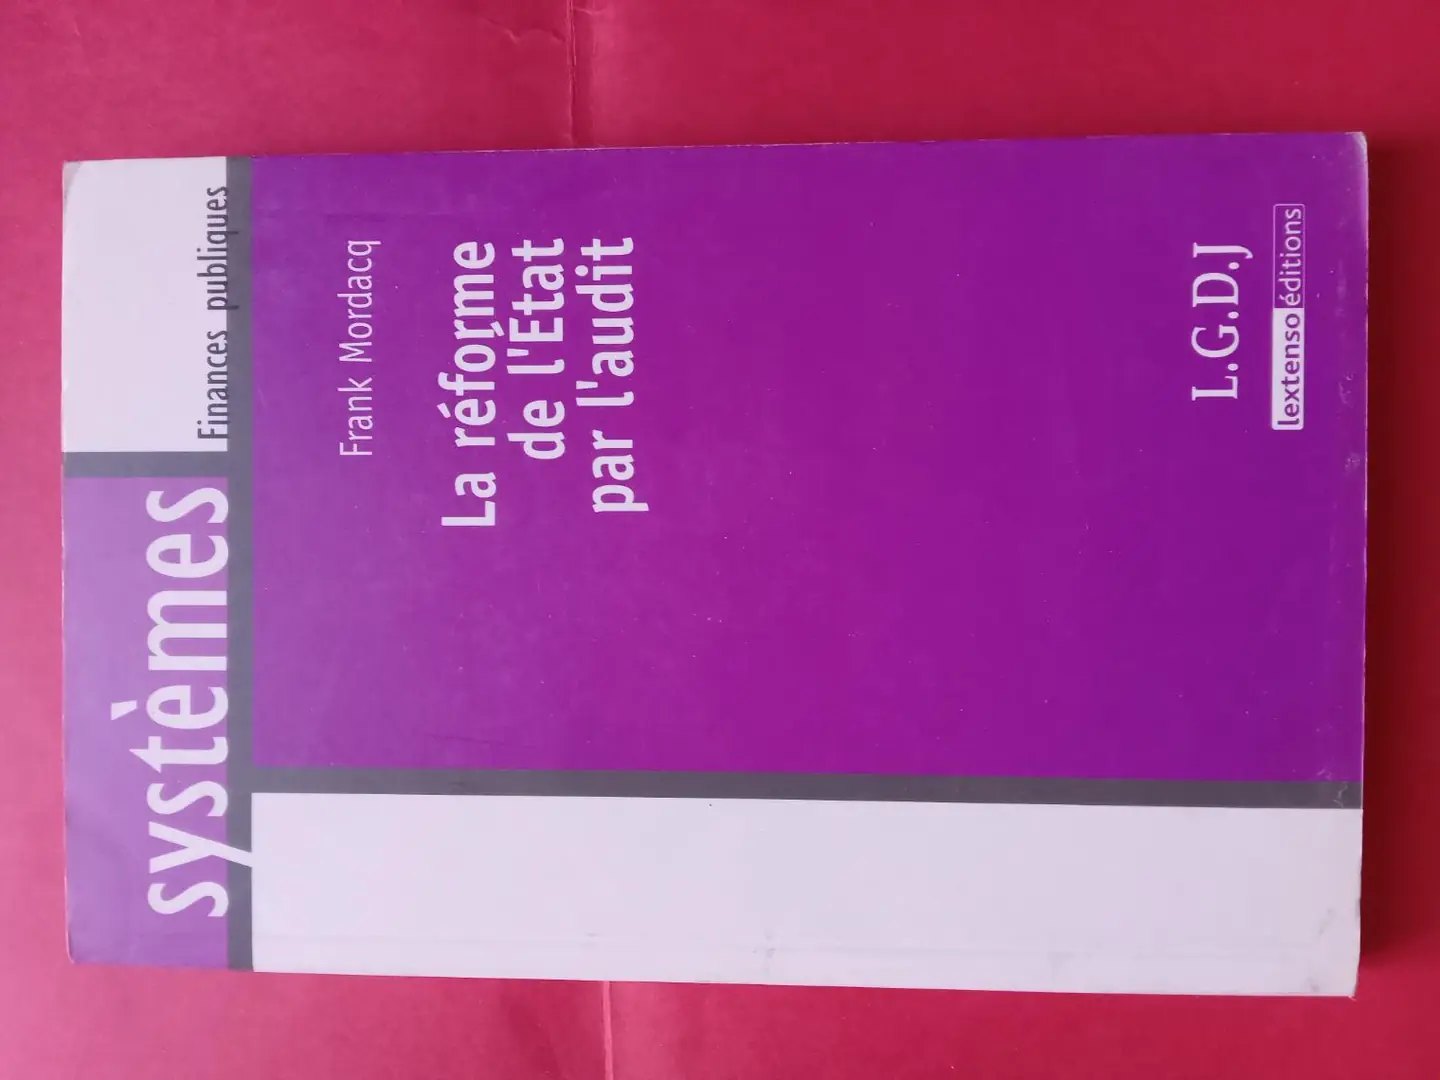 systèmes
Finances publiques
Frank Mordacq
La réforme
de l'Etat
par l'audit
L.G.D.J
lextenso éditions